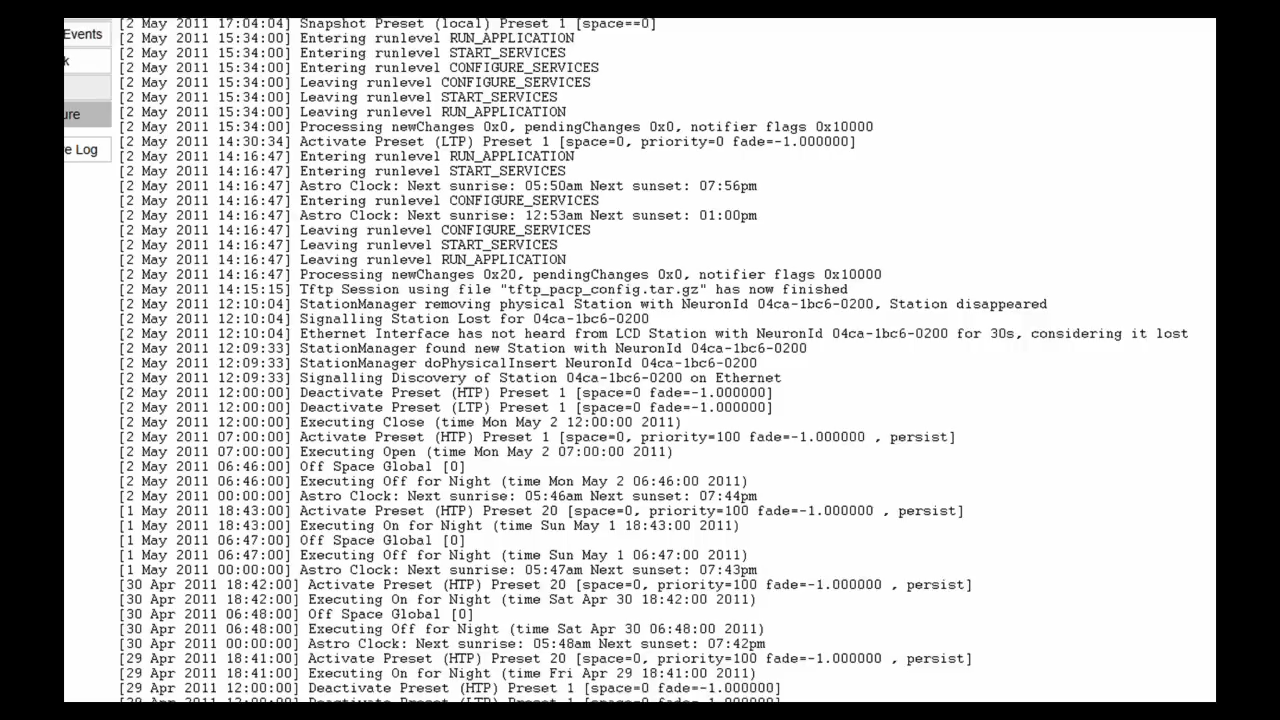 Events
k
ure
e Log
[2 May 2011 17:04:04] Snapshot Preset (local) Preset 1 [space==0]
[2 May 2011 15:34:00] Entering runlevel RUN_APPLICATION
[2 May 2011 15:34:00] Entering runlevel START_SERVICES
[2 May 2011 15:34:00] Entering runlevel CONFIGURE_SERVICES
[2 May 2011 15:34:00] Leaving runlevel CONFIGURE_SERVICES
[2 May 2011 15:34:00] Leaving runlevel START_SERVICES
[2 May 2011 15:34:00] Leaving runlevel RUN_APPLICATION
[2 May 2011 15:34:00] Processing newChanges 0x0, pendingChanges 0x0, notifier flags 0x10000
[2 May 2011 14:30:34] Activate Preset (LTP) Preset 1 [space=0, priority=0 fade=-1.000000]
[2 May 2011 14:16:47] Entering runlevel RUN_APPLICATION
[2 May 2011 14:16:47] Entering runlevel START_SERVICES
[2 May 2011 14:16:47] Astro Clock: Next sunrise: 05:50am Next sunset: 07:56pm
[2 May 2011 14:16:47] Entering runlevel CONFIGURE_SERVICES
[2 May 2011 14:16:47] Astro Clock: Next sunrise: 12:53am Next sunset: 01:00pm
[2 May 2011 14:16:47] Leaving runlevel CONFIGURE_SERVICES
[2 May 2011 14:16:47] Leaving runlevel START_SERVICES
[2 May 2011 14:16:47] Leaving runlevel RUN_APPLICATION
[2 May 2011 14:16:47] Processing newChanges 0x20, pendingChanges 0x0, notifier flags 0x10000
[2 May 2011 14:15:15] Tftp Session using file "tftp_pacp_config.tar.gz" has now finished
[2 May 2011 12:10:04] StationManager removing physical Station with NeuronId 04ca-1bc6-0200, Station disappeared
[2 May 2011 12:10:04] Signalling Station Lost for 04ca-1bc6-0200
[2 May 2011 12:10:04] Ethernet Interface has not heard from LCD Station with NeuronId 04ca-1bc6-0200 for 30s, considering it lost
[2 May 2011 12:09:33] StationManager found new Station with NeuronId 04ca-1bc6-0200
[2 May 2011 12:09:33] StationManager doPhysicalInsert NeuronId 04ca-1bc6-0200
[2 May 2011 12:09:33] Signalling Discovery of Station 04ca-1bc6-0200 on Ethernet
[2 May 2011 12:00:00] Deactivate Preset (HTP) Preset 1 [space=0 fade=-1.000000]
[2 May 2011 12:00:00] Deactivate Preset (LTP) Preset 1 [space=0 fade=-1.000000]
[2 May 2011 12:00:00] Executing Close (time Mon May 2 12:00:00 2011)
[2 May 2011 07:00:00] Activate Preset (HTP) Preset 1 [space=0, priority=100 fade=-1.000000 , persist]
[2 May 2011 07:00:00] Executing Open (time Mon May 2 07:00:00 2011)
[2 May 2011 06:46:00] Off Space Global [0]
[2 May 2011 06:46:00] Executing Off for Night (time Mon May 2 06:46:00 2011)
[2 May 2011 00:00:00] Astro Clock: Next sunrise: 05:46am Next sunset: 07:44pm
[1 May 2011 18:43:00] Activate Preset (HTP) Preset 20 [space=0, priority=100 fade=-1.000000 , persist]
[1 May 2011 18:43:00] Executing On for Night (time Sun May 1 18:43:00 2011)
[1 May 2011 06:47:00] Off Space Global [0]
[1 May 2011 06:47:00] Executing Off for Night (time Sun May 1 06:47:00 2011)
[1 May 2011 00:00:00] Astro Clock: Next sunrise: 05:47am Next sunset: 07:43pm
[30 Apr 2011 18:42:00] Activate Preset (HTP) Preset 20 [space=0, priority=100 fade=-1.000000 , persist]
[30 Apr 2011 18:42:00] Executing On for Night (time Sat Apr 30 18:42:00 2011)
[30 Apr 2011 06:48:00] Off Space Global [0]
[30 Apr 2011 06:48:00] Executing Off for Night (time Sat Apr 30 06:48:00 2011)
[30 Apr 2011 00:00:00] Astro Clock: Next sunrise: 05:48am Next sunset: 07:42pm
[29 Apr 2011 18:41:00] Activate Preset (HTP) Preset 20 [space=0, priority=100 fade=-1.000000 , persist]
[29 Apr 2011 18:41:00] Executing On for Night (time Fri Apr 29 18:41:00 2011)
[29 Apr 2011 12:00:00] Deactivate Preset (HTP) Preset 1 [space=0 fade=-1.000000]